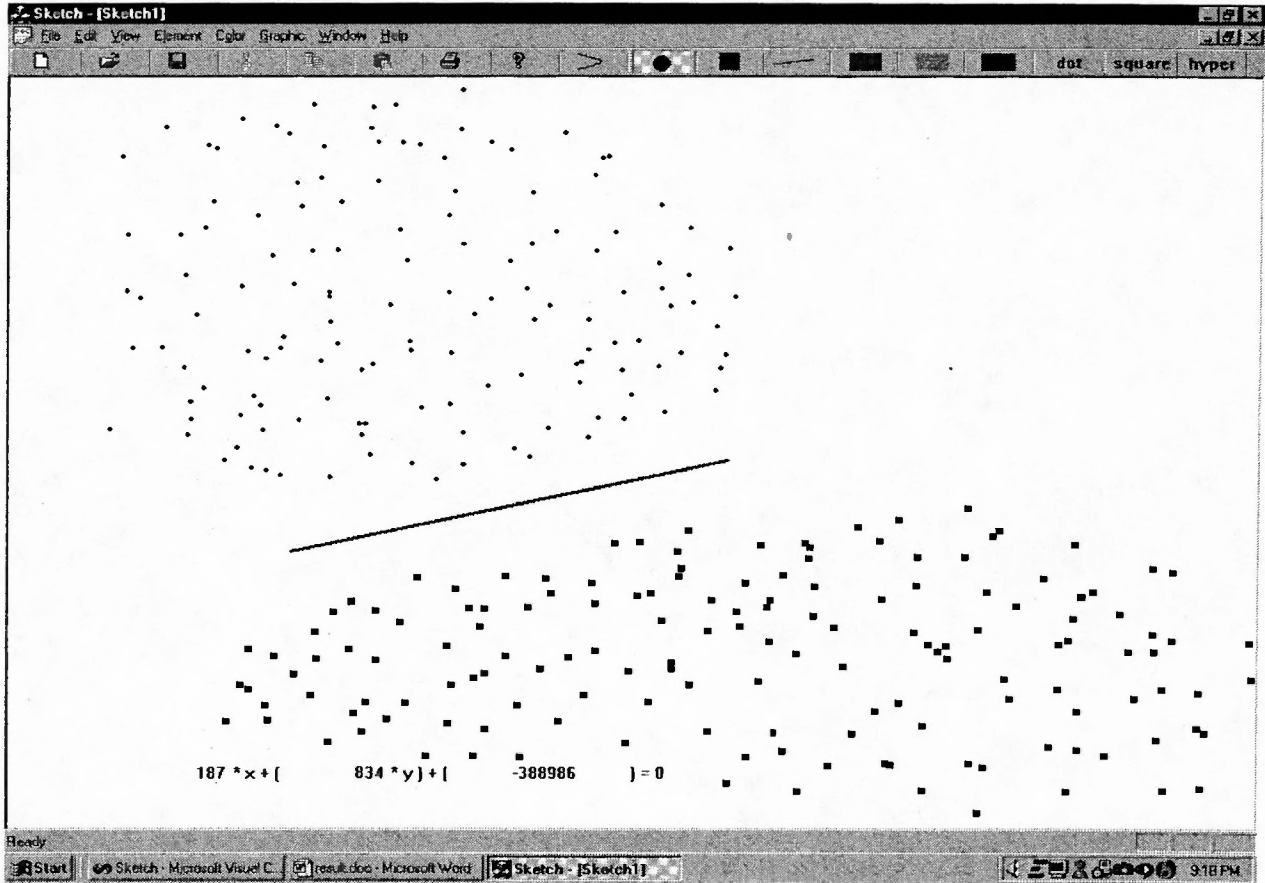 Sketch - [Sketch1]
File Edit View Element Color Graphic Window Help
dot square hyper
187 * x + ( 834 * y ) + ( -388986 ) = 0
Ready
Start Sketch - Microsoft Visual C... result.doc - Microsoft Word Sketch - [Sketch1] 9:18 PM